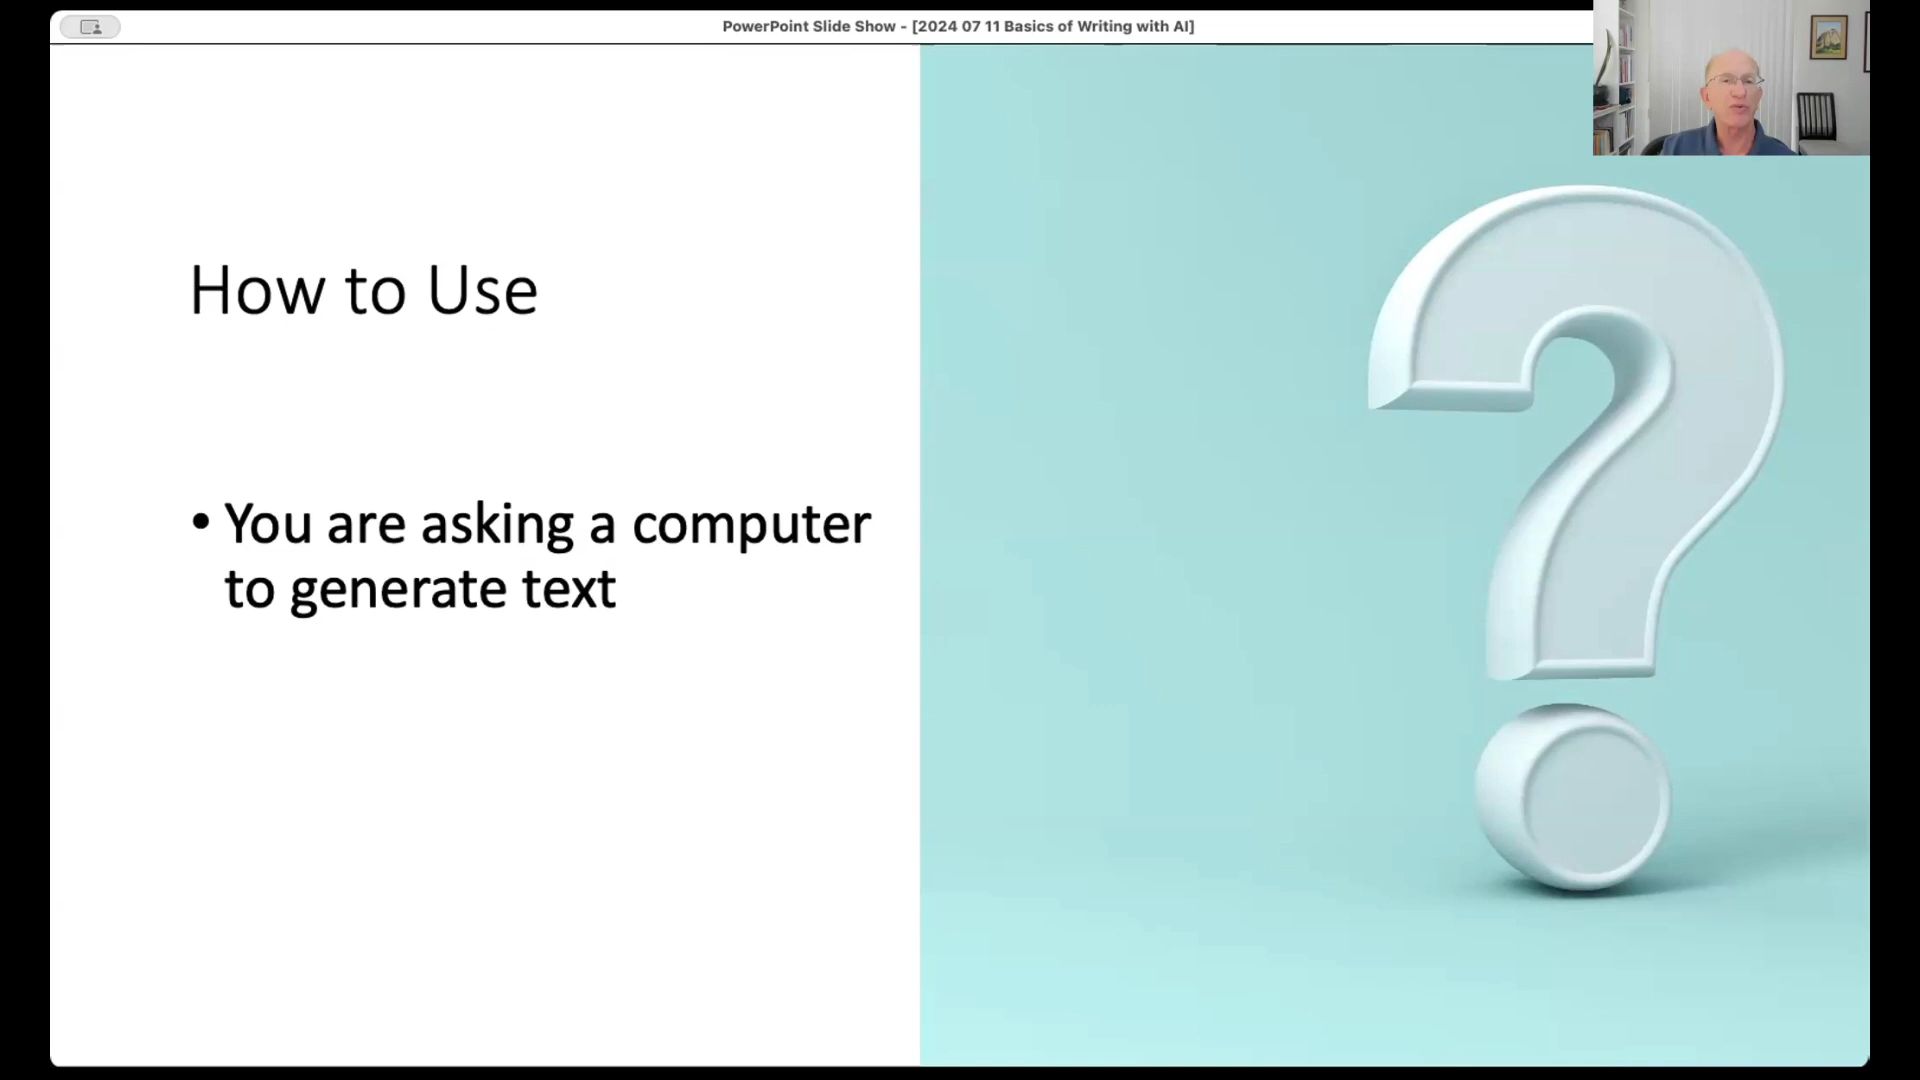 PowerPoint Slide Show - [2024 07 11 Basics of Writing with AI]
How to Use
• You are asking a computer
to generate text